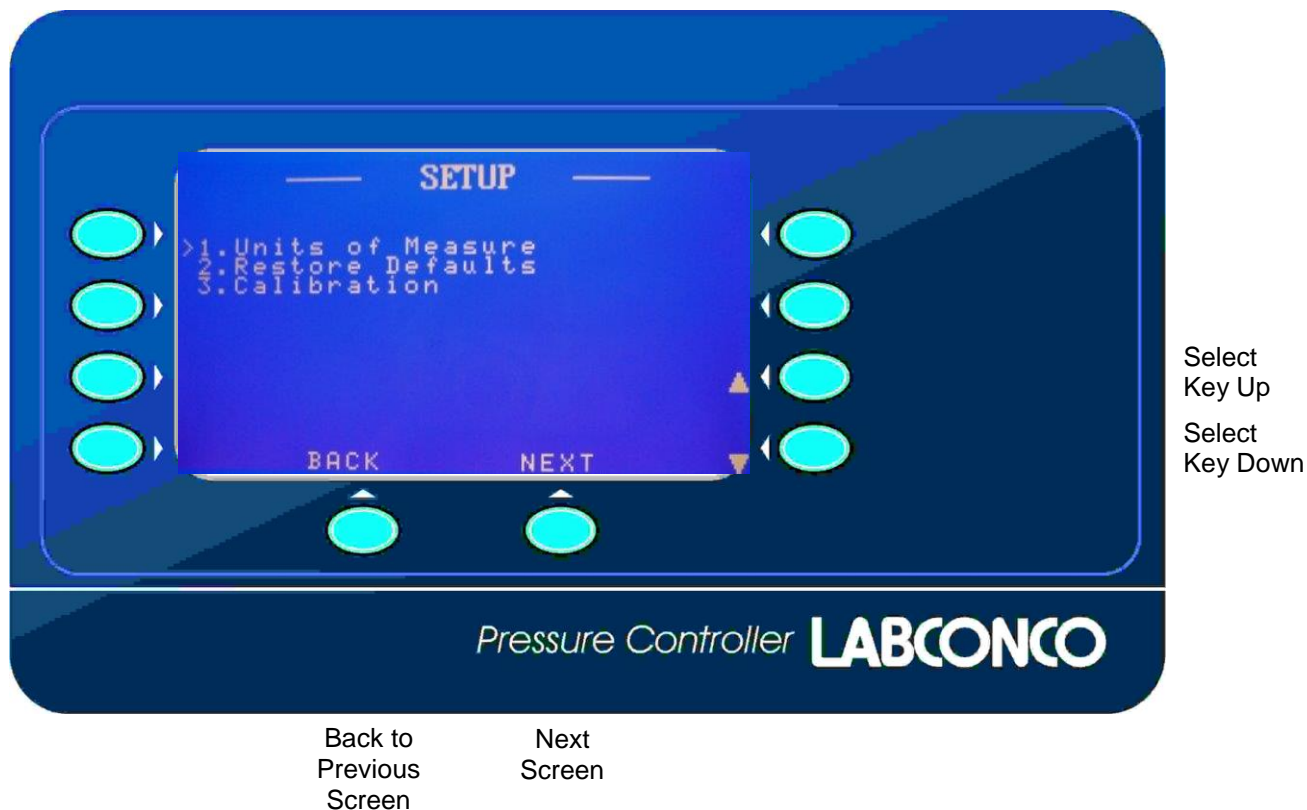 SETUP
>1.Units of Measure
2.Restore Defaults
3.Calibration
BACK NEXT
Select
Key Up
Select
Key Down
Pressure Controller LABCONCO
Back to
Previous
Screen
Next
Screen